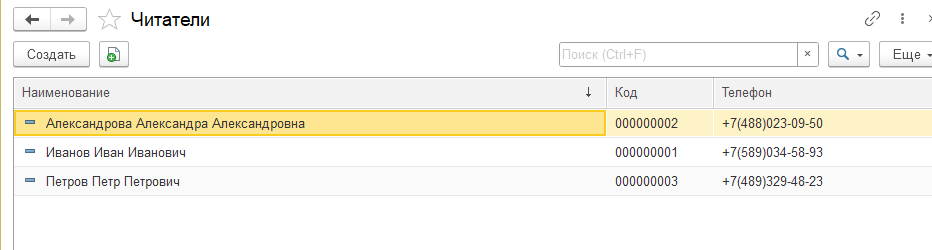 Читатели
Создать Поиск (Ctrl+F) × Еще
Наименование ↓ Код Телефон
Александрова Александра Александровна 000000002 +7(488)023-09-50
Иванов Иван Иванович 000000001 +7(589)034-58-93
Петров Петр Петрович 000000003 +7(489)329-48-23